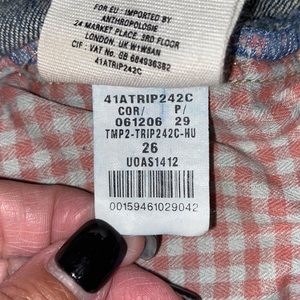 FOR EU: IMPORTED BY
ANTHROPOLOGIE
24 MARKET PLACE, 3RD FLOOR
LONDON, UK W1W8AN
CIF: VAT No. GB 684936382
41ATRIP242C
41ATRIP242C
COR/ P/
061206 29
TMP2-TRIP242C-HU
26
UOAS1412
00159461029042